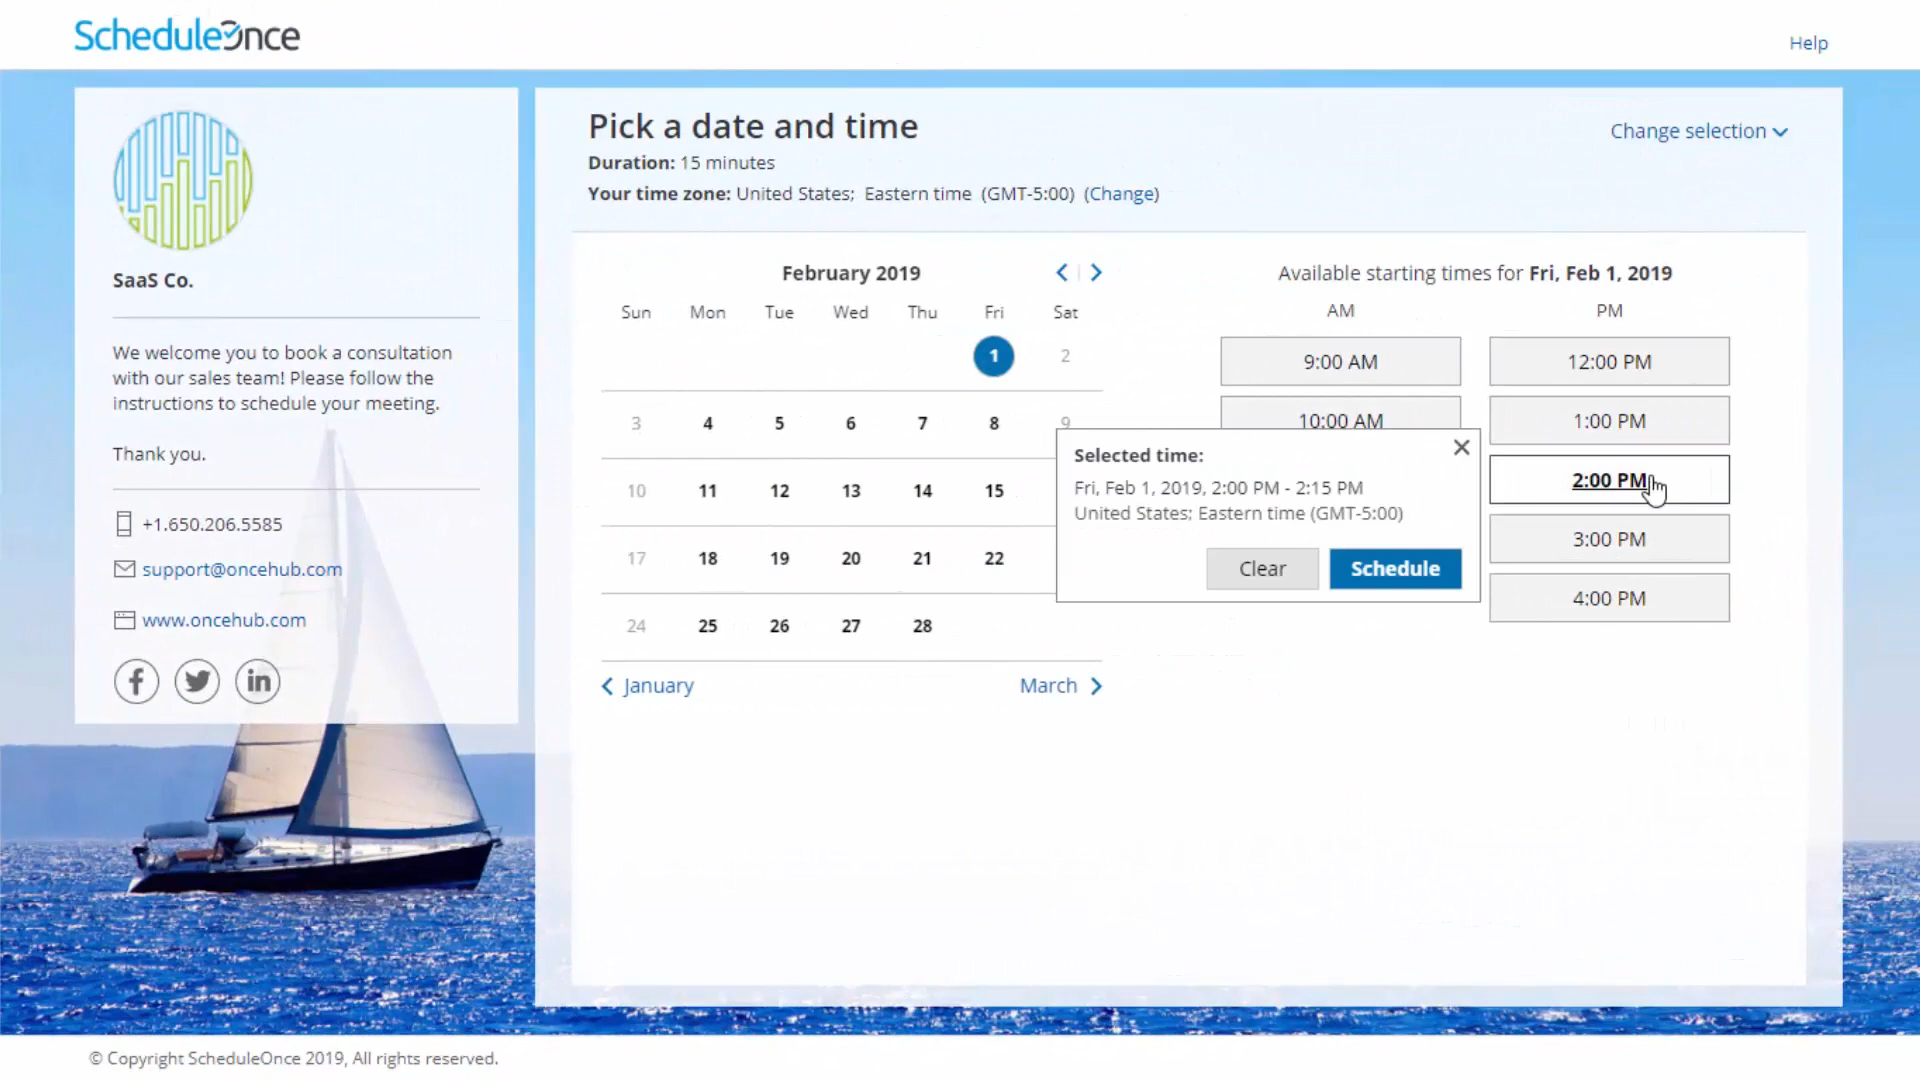 ScheduleOnce
Help
SaaS Co.
We welcome you to book a consultation
with our sales team! Please follow the
instructions to schedule your meeting.
Thank you.
+1.650.206.5585
support@oncehub.com
www.oncehub.com
Pick a date and time
Change selection
Duration: 15 minutes
Your time zone: United States; Eastern time (GMT-5:00) (Change)
February 2019
Sun Mon Tue Wed Thu Fri Sat
1 2
3 4 5 6 7 8 9
10 11 12 13 14 15
17 18 19 20 21 22
24 25 26 27 28
January
March
Available starting times for Fri, Feb 1, 2019
AM
PM
9:00 AM
12:00 PM
10:00 AM
1:00 PM
2:00 PM
3:00 PM
4:00 PM
Selected time:
Fri, Feb 1, 2019, 2:00 PM - 2:15 PM
United States; Eastern time (GMT-5:00)
Clear
Schedule
© Copyright ScheduleOnce 2019, All rights reserved.